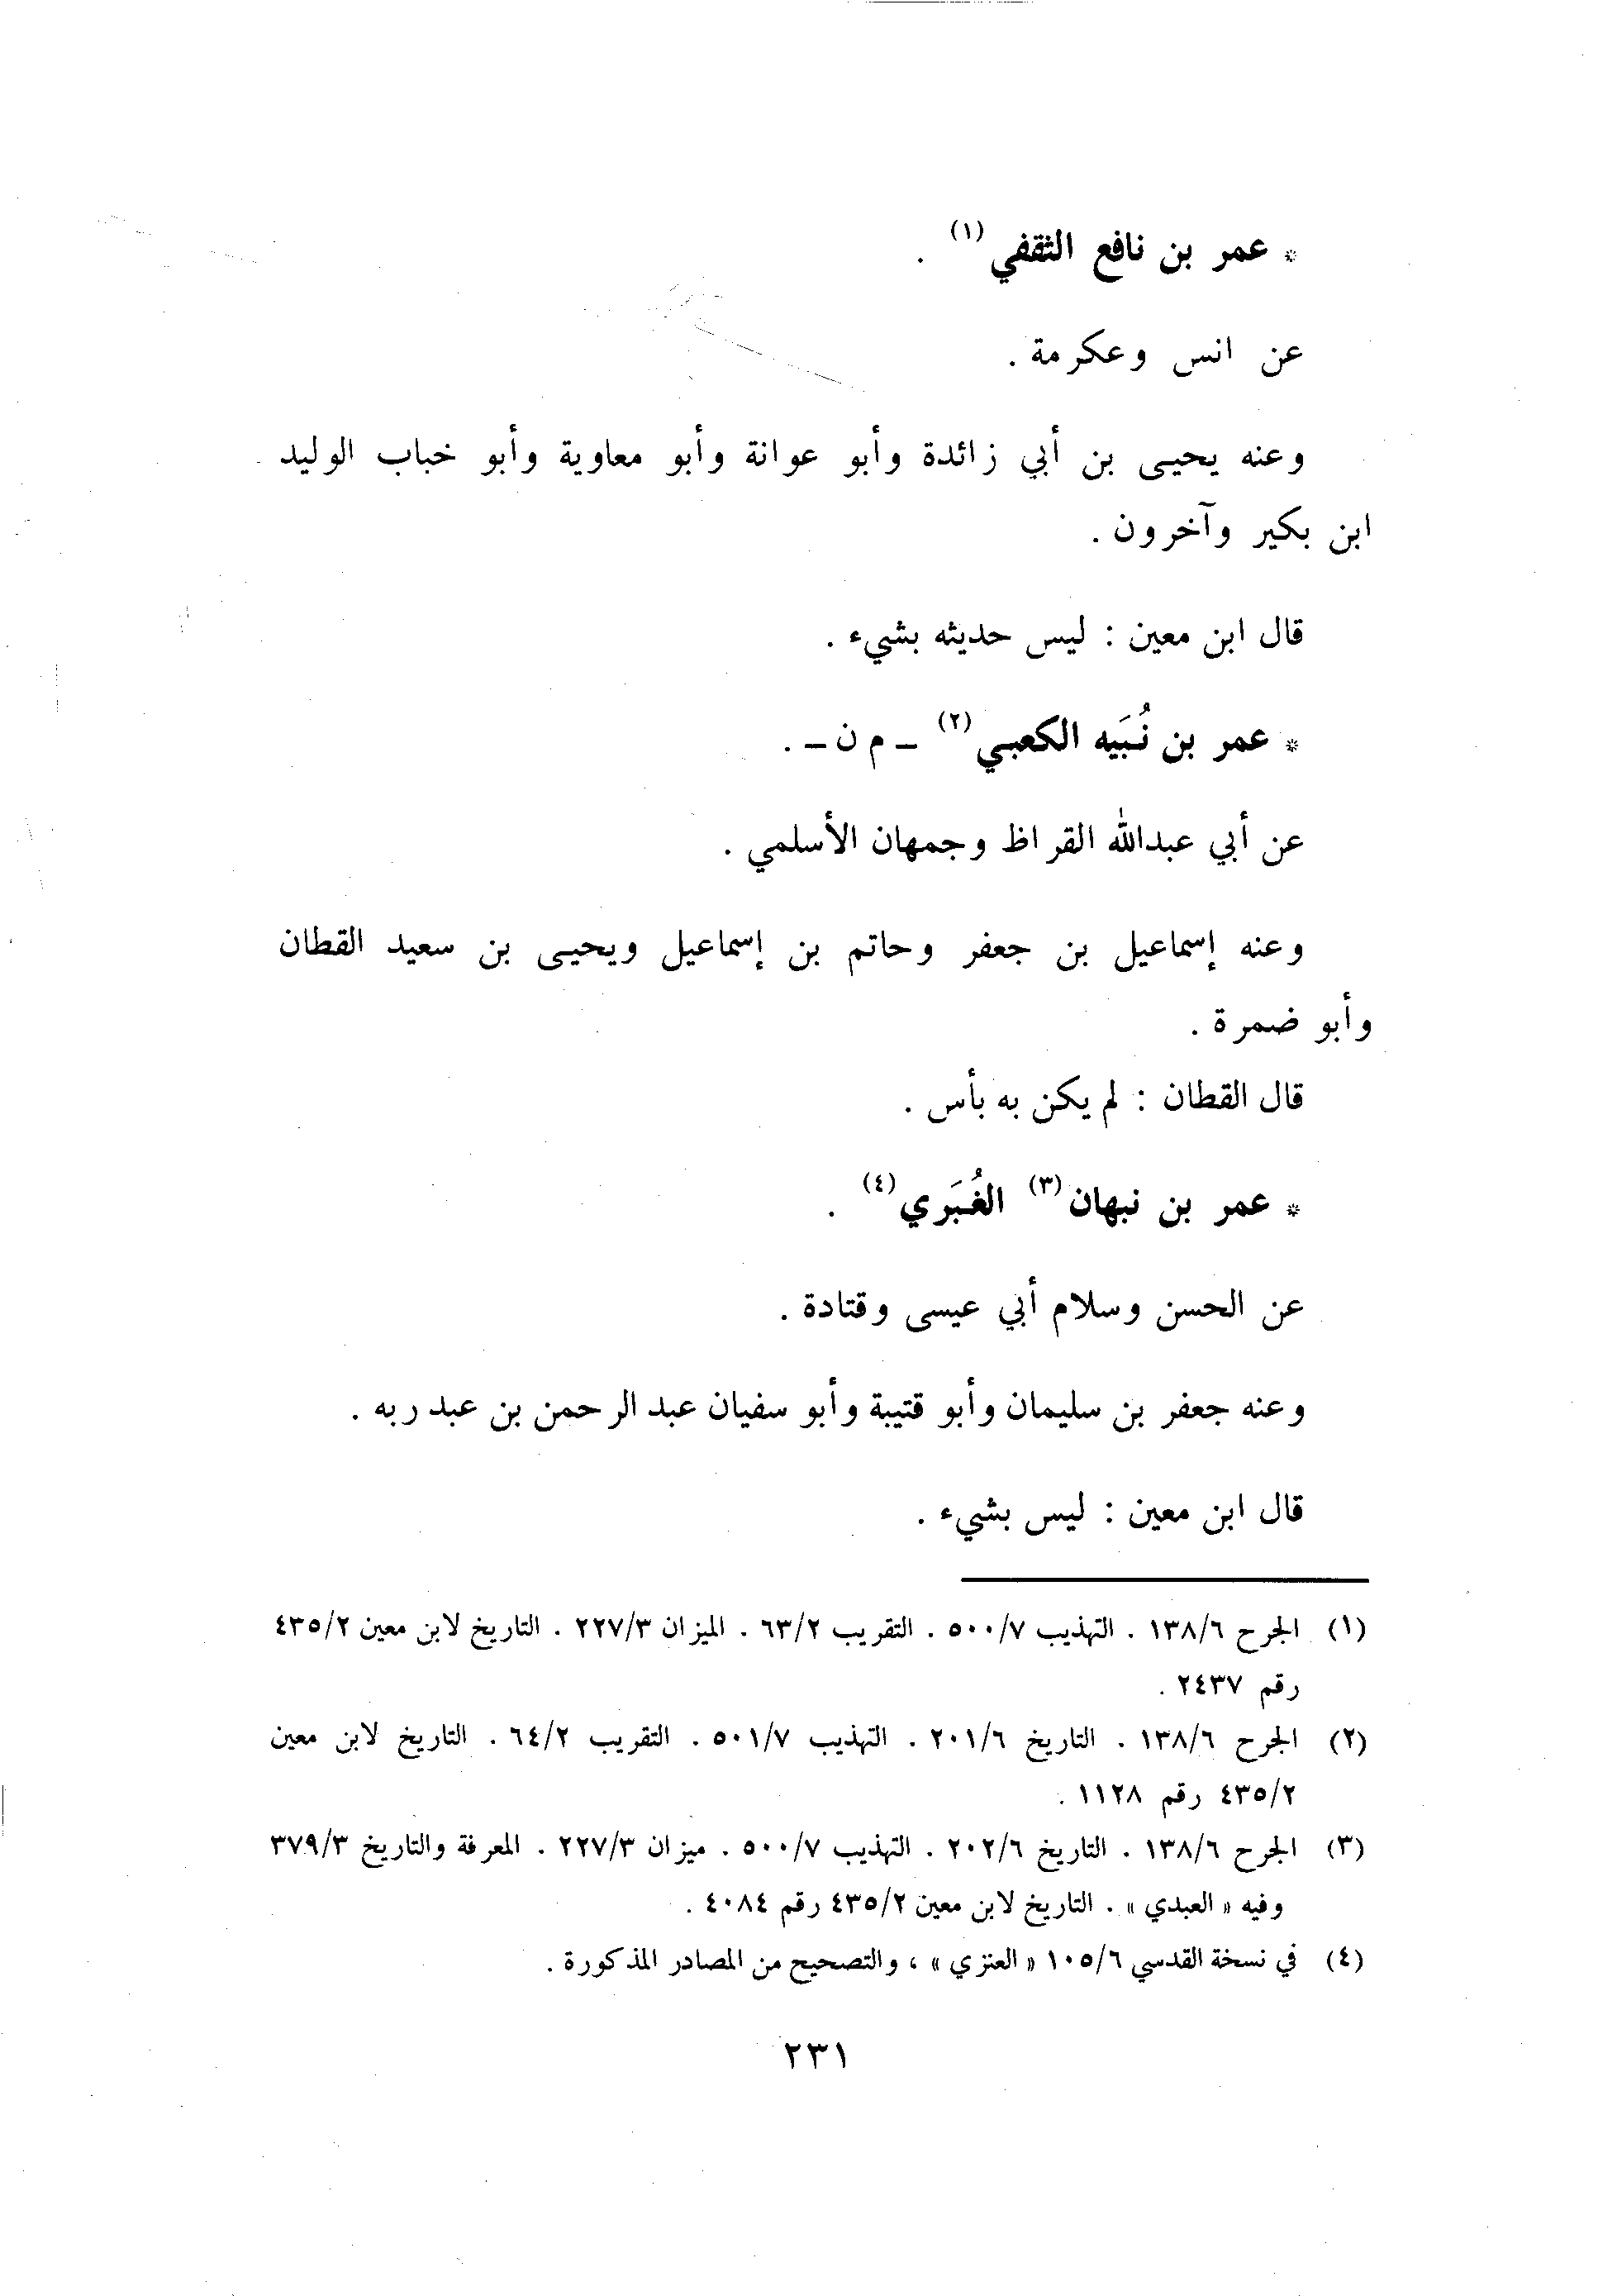 * عمر بن نافع الثقفي (١) .
عن انس وعكرمة .
وعنه يحيى بن أبي زائدة وأبو عوانة وأبو معاوية وأبو خباب الوليد
ابن بكير وآخرون .
قال ابن معين : ليس حديثه بشيء .
* عمر بن نُبَيه الكعبي (٢) ــ م ن ــ .
عن أبي عبدالله القراظ وجمهان الأسلمي .
وعنه إسماعيل بن جعفر وحاتم بن إسماعيل ويحيى بن سعيد القطان
وأبو ضمرة .
قال القطان : لم يكن به بأس .
* عمر بن نبهان (٣) الغُبَري (٤) .
عن الحسن وسلام أبي عيسى وقتادة .
وعنه جعفر بن سليمان وأبو قتيبة وأبو سفيان عبد الرحمن بن عبد ربه .
قال ابن معين : ليس بشيء .
(١) الجرح ١٣٨/٦ . التهذيب ٥٠٠/٧ . التقريب ٦٣/٢ . الميزان ٢٢٧/٣ . التاريخ لابن معين ٤٣٥/٢
رقم ٢٤٣٧ .
(٢) الجرح ١٣٨/٦ . التاريخ ٢٠١/٦ . التهذيب ٥٠١/٧ . التقريب ٦٤/٢ . التاريخ لابن معين
٤٣٥/٢ رقم ١١٢٨ .
(٣) الجرح ١٣٨/٦ . التاريخ ٢٠٢/٦ . التهذيب ٥٠٠/٧ . ميزان ٢٢٧/٣ . المعرفة والتاريخ ٣٧٩/٣
وفيه « العبدي » . التاريخ لابن معين ٤٣٥/٢ رقم ٤٠٨٤ .
(٤) في نسخة القدسي ١٠٥/٦ « العنزي » ، والتصحيح من المصادر المذكورة .
٢٣١